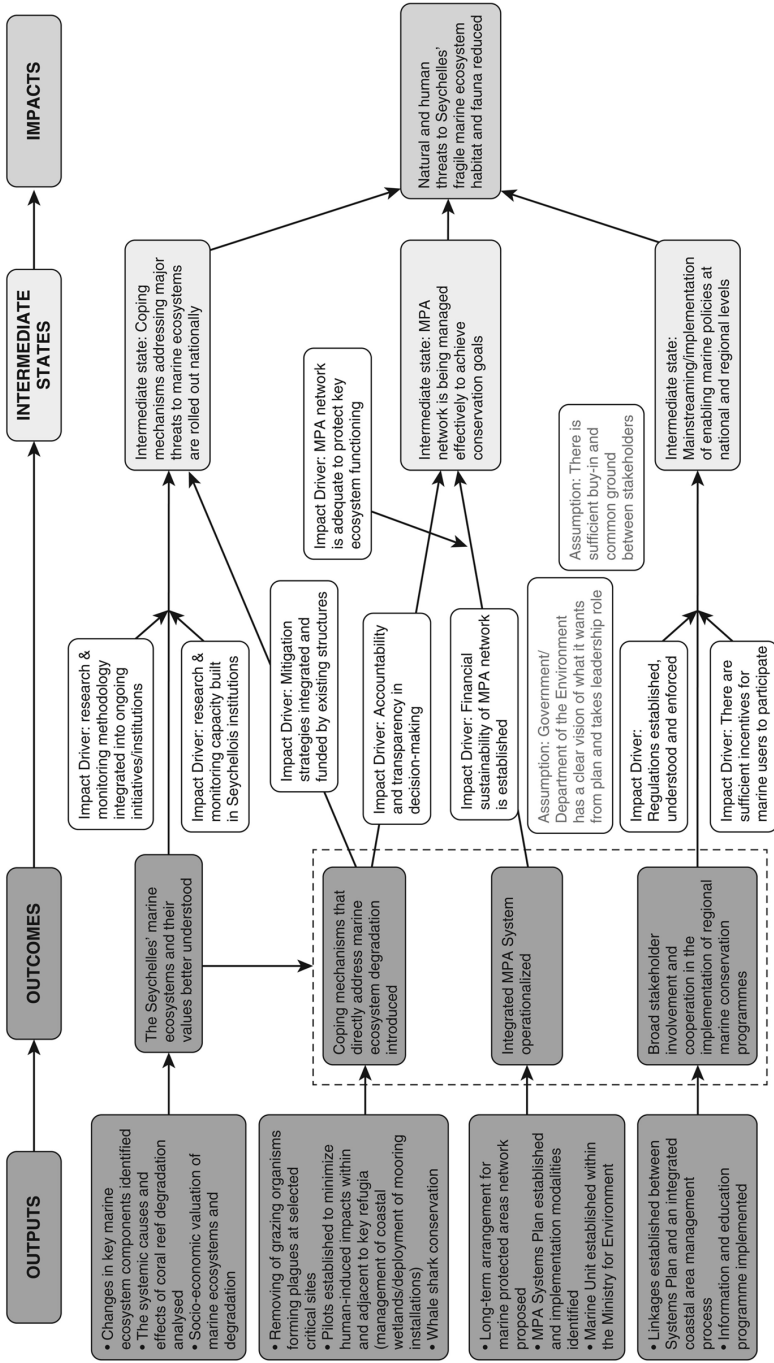 OUTPUTS
OUTCOMES
INTERMEDIATE
STATES
IMPACTS
• Changes in key marine
ecosystem components identified
• The systemic causes and
effects of coral reef degradation
analysed
• Socio-economic valuation of
marine ecosystems and
degradation
• Removing of grazing organisms
forming plagues at selected
critical sites
• Pilots established to minimize
human-induced impacts within
and adjacent to key refugia
(management of coastal
wetlands/deployment of mooring
installations)
• Whale shark conservation
• Long-term arrangement for
marine protected areas network
proposed
• MPA Systems Plan established
and implementation modalities
identified
• Marine Unit established within
the Ministry for Environment
• Linkages established between
Systems Plan and an integrated
coastal area management
process
• Information and education
programme implemented
The Seychelles’ marine
ecosystems and their
values better understood
Coping mechanisms that
directly address marine
ecosystem degradation
introduced
Integrated MPA System
operationalized
Broad stakeholder
involvement and
cooperation in the
implementation of regional
marine conservation
programmes
Impact Driver: research &
monitoring methodology
integrated into ongoing
initiatives/institutions
Impact Driver: research &
monitoring capacity built
in Seychellois institutions
Impact Driver: Mitigation
strategies integrated and
funded by existing structures
Impact Driver: Accountability
and transparency in
decision-making
Impact Driver: Financial
sustainability of MPA network
is established
Assumption: Government/
Department of the Environment
has a clear vision of what it wants
from plan and takes leadership role
Impact Driver:
Regulations established,
understood and enforced
Impact Driver: There are
sufficient incentives for
marine users to participate
Impact Driver: MPA network
is adequate to protect key
ecosystem functioning
Assumption: There is
sufficient buy-in and
common ground
between stakeholders
Intermediate state: Coping
mechanisms addressing major
threats to marine ecosystems
are rolled out nationally
Intermediate state: MPA
network is being managed
effectively to achieve
conservation goals
Intermediate state:
Mainstreaming/implementation
of enabling marine policies at
national and regional levels
Natural and human
threats to Seychelles’
fragile marine ecosystem
habitat and fauna reduced